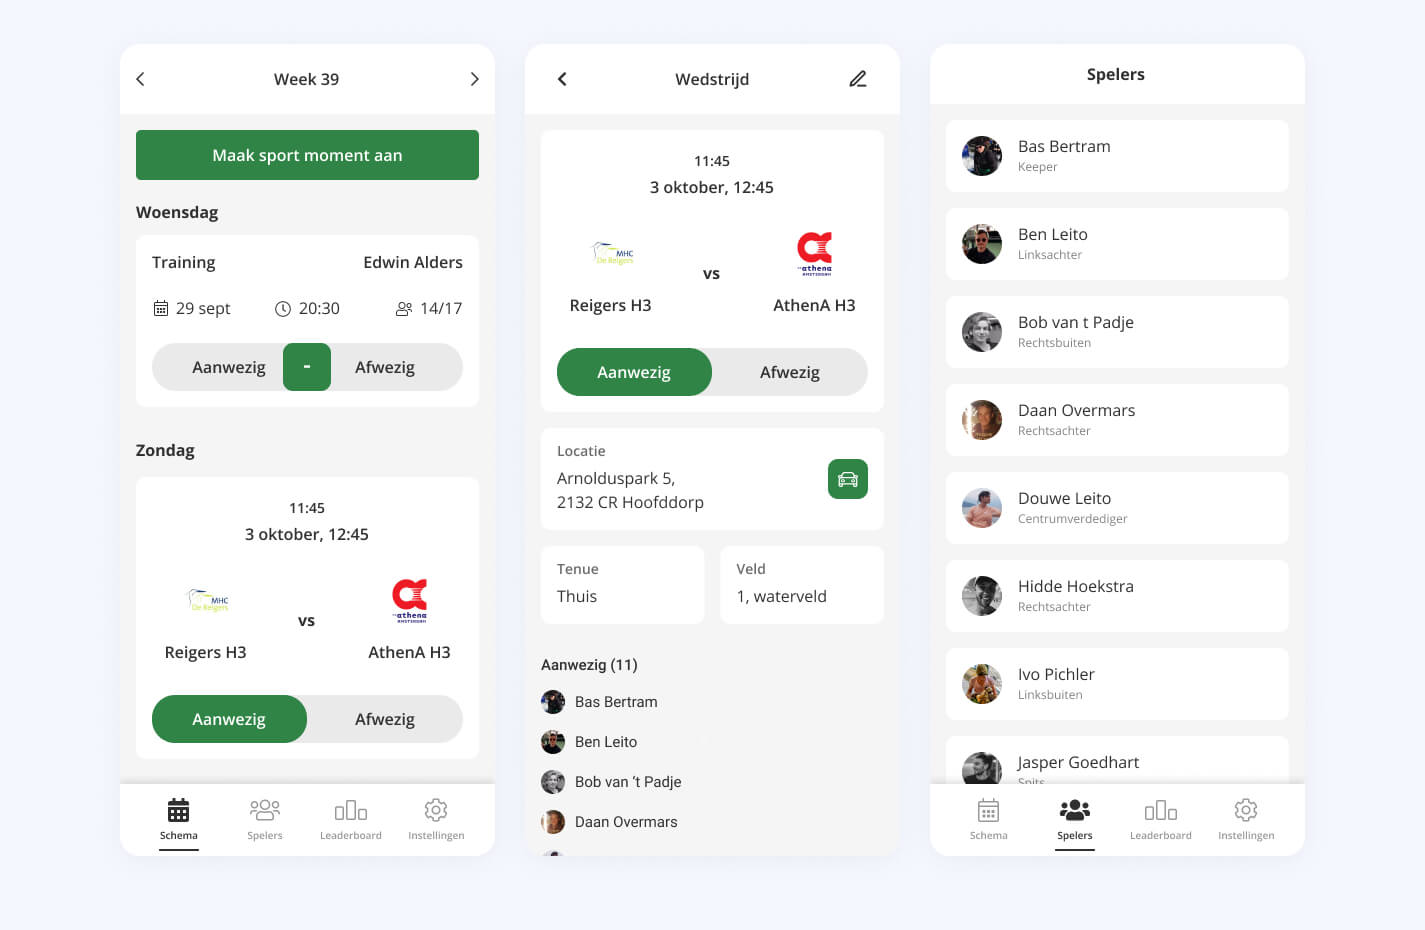 Week 39
Maak sport moment aan
Woensdag
Training
Edwin Alders
29 sept
20:30
14/17
Aanwezig
-
Afwezig
Zondag
11:45
3 oktober, 12:45
MHC
De Reigers
athena
AMSTERDAM
vs
Reigers H3
AthenA H3
Aanwezig
Afwezig
Schema
Spelers
Leaderboard
Instellingen
Wedstrijd
11:45
3 oktober, 12:45
MHC
De Reigers
athena
AMSTERDAM
vs
Reigers H3
AthenA H3
Aanwezig
Afwezig
Locatie
Arnolduspark 5,
2132 CR Hoofddorp
Tenue
Thuis
Veld
1, waterveld
Aanwezig (11)
Bas Bertram
Ben Leito
Bob van ‘t Padje
Daan Overmars
Spelers
Bas Bertram
Keeper
Ben Leito
Linksachter
Bob van t Padje
Rechtsbuiten
Daan Overmars
Rechtsachter
Douwe Leito
Centrumverdediger
Hidde Hoekstra
Rechtsachter
Ivo Pichler
Linksbuiten
Jasper Goedhart
Spits
Schema
Spelers
Leaderboard
Instellingen